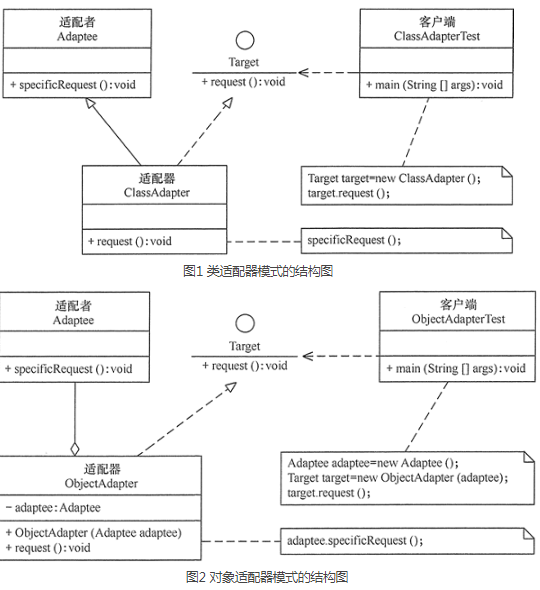 适配者
Adaptee
+ specificRequest ():void
Target
+ request ():void
客户端
ClassAdapterTest
+ main (String [] args):void
适配器
ClassAdapter
+ request ():void
Target target=new ClassAdapter ();
target.request ();
specificRequest ();
图1 类适配器模式的结构图
适配者
Adaptee
+ specificRequest ():void
Target
+ request ():void
客户端
ObjectAdapterTest
+ main (String [] args):void
适配器
ObjectAdapter
− adaptee:Adaptee
+ ObjectAdapter (Adaptee adaptee)
+ request ():void
Adaptee adaptee=new Adaptee ();
Target target=new ObjectAdapter (adaptee);
target.request ();
adaptee.specificRequest ();
图2 对象适配器模式的结构图